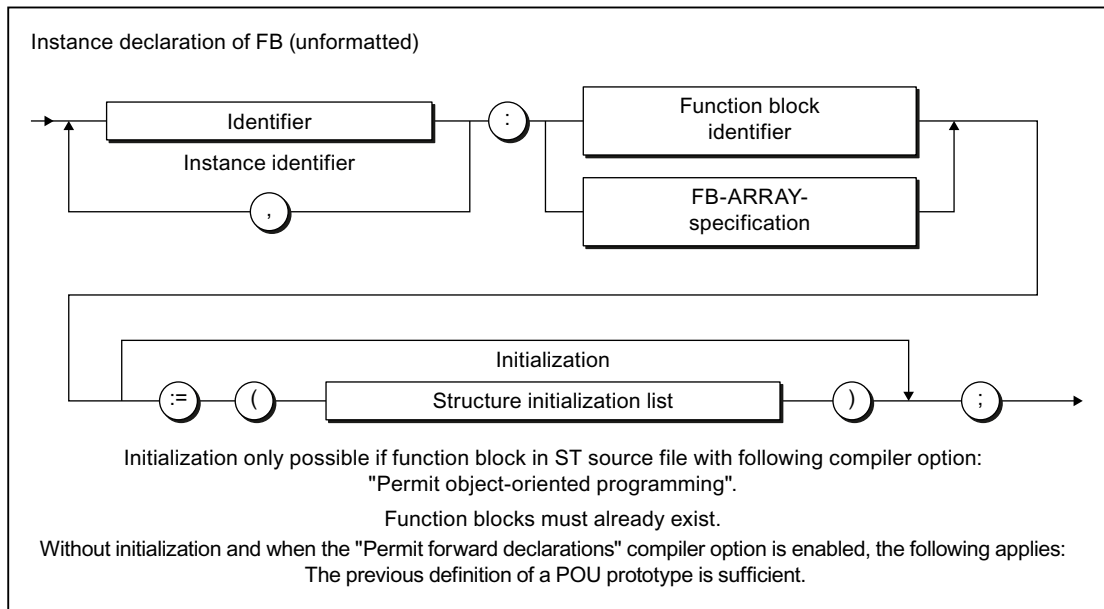 Instance declaration of FB (unformatted)
Identifier
:
Function block
identifier
Instance identifier
,
FB-ARRAY-
specification
Initialization
:=
(
Structure initialization list
)
;
Initialization only possible if function block in ST source file with following compiler option:
"Permit object-oriented programming".
Function blocks must already exist.
Without initialization and when the "Permit forward declarations" compiler option is enabled, the following applies:
The previous definition of a POU prototype is sufficient.